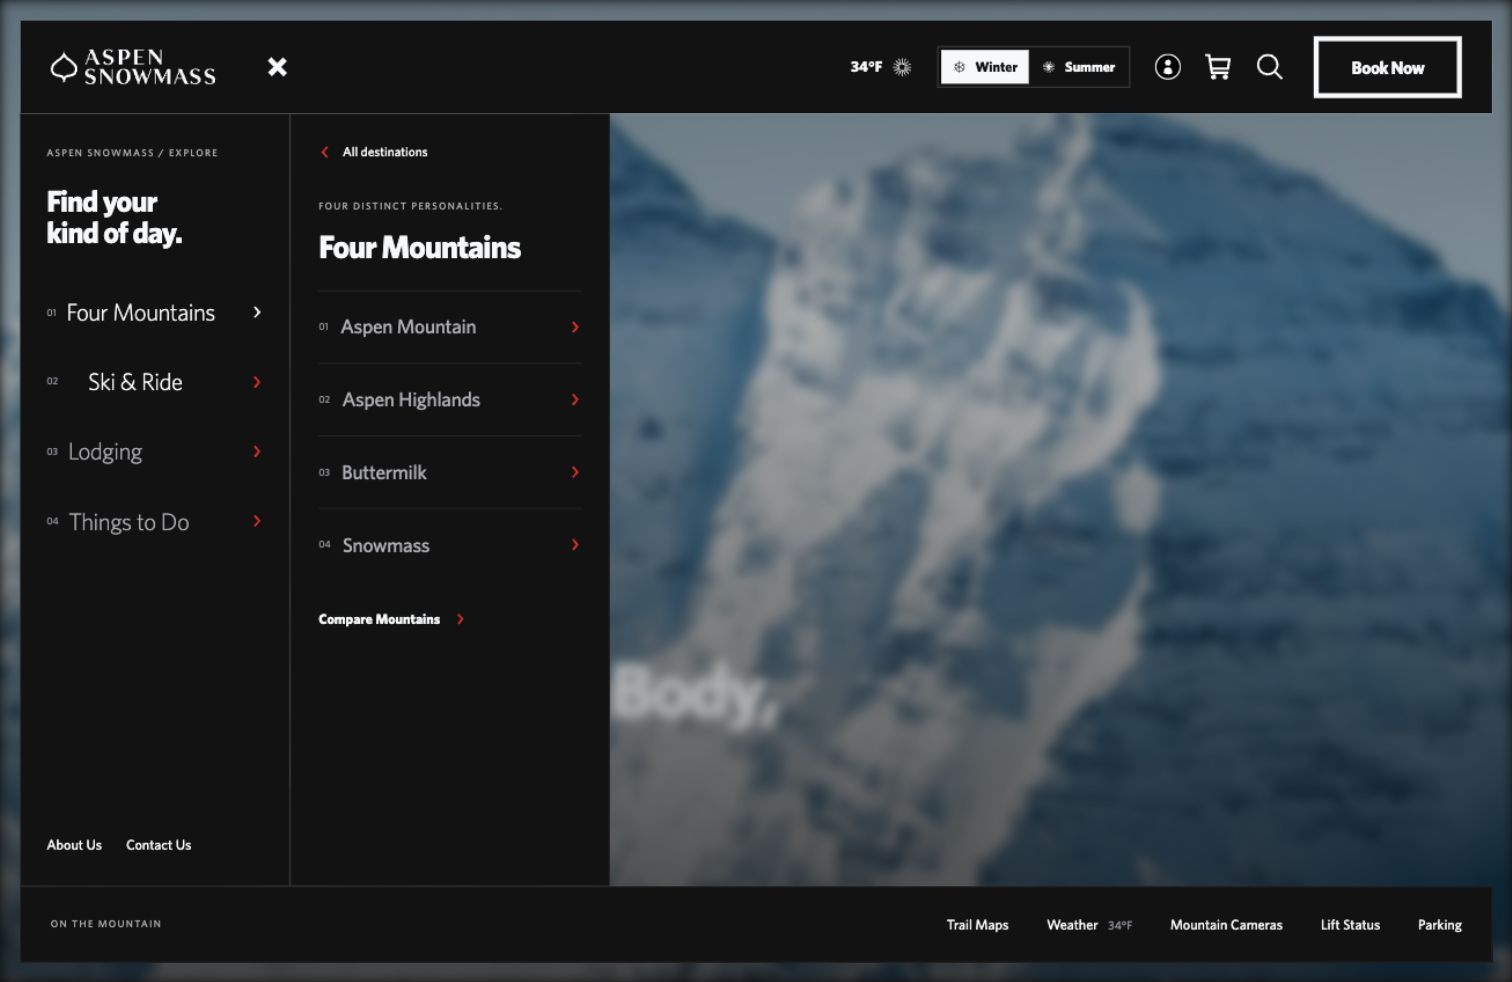 ASPEN
SNOWMASS
34°F
Winter
Summer
Book Now
ASPEN SNOWMASS / EXPLORE
Find your
kind of day.
01 Four Mountains
02 Ski & Ride
03 Lodging
04 Things to Do
About Us
Contact Us
All destinations
FOUR DISTINCT PERSONALITIES.
Four Mountains
01 Aspen Mountain
02 Aspen Highlands
03 Buttermilk
04 Snowmass
Compare Mountains
Body,
ON THE MOUNTAIN
Trail Maps
Weather 34°F
Mountain Cameras
Lift Status
Parking